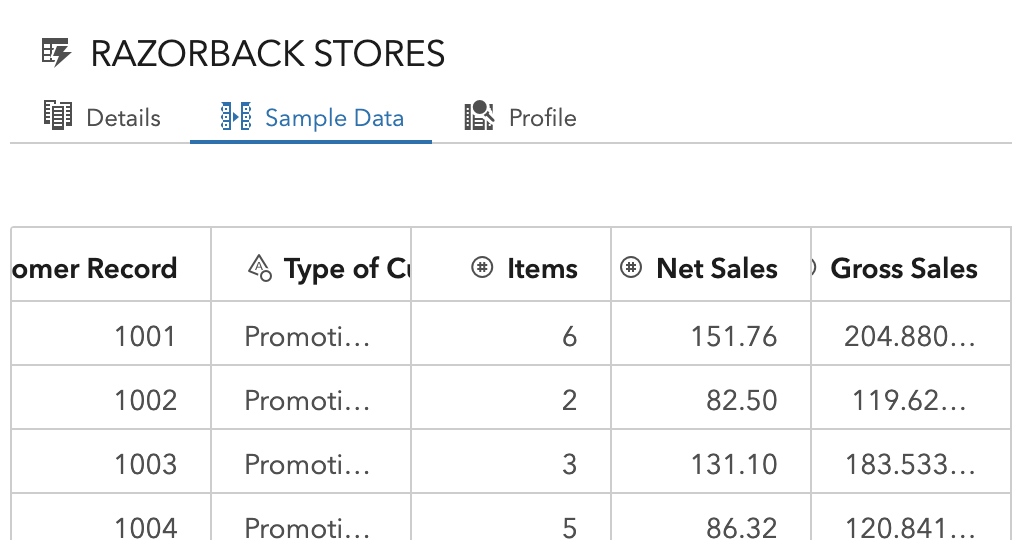 RAZORBACK STORES
Details Sample Data Profile
omer Record Type of Cu Items Net Sales Gross Sales
1001 Promoti... 6 151.76 204.880...
1002 Promoti... 2 82.50 119.62...
1003 Promoti... 3 131.10 183.533...
1004 Promoti... 5 86.32 120.841...